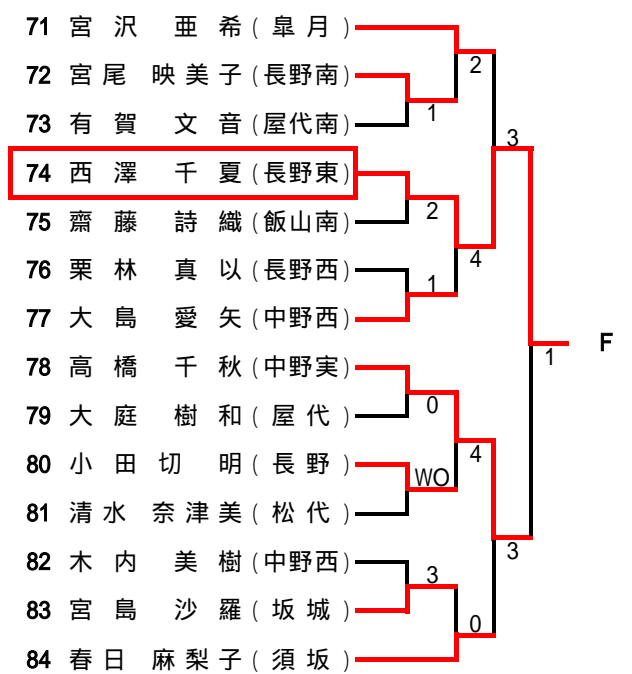 71 宮沢 亜希(皐月)
72 宮尾 映美子(長野南)
73 有賀 文音(屋代南)
74 西澤 千夏(長野東)
75 齋藤 詩織(飯山南)
76 栗林 真以(長野西)
77 大島 愛矢(中野西)
78 高橋 千秋(中野実)
79 大庭 樹和(屋代)
80 小田切 明(長野)
81 清水 奈津美(松代)
82 木内 美樹(中野西)
83 宮島 沙羅(坂城)
84 春日 麻梨子(須坂)
1
2
1
0
WO
3
2
4
4
0
3
3
1
F